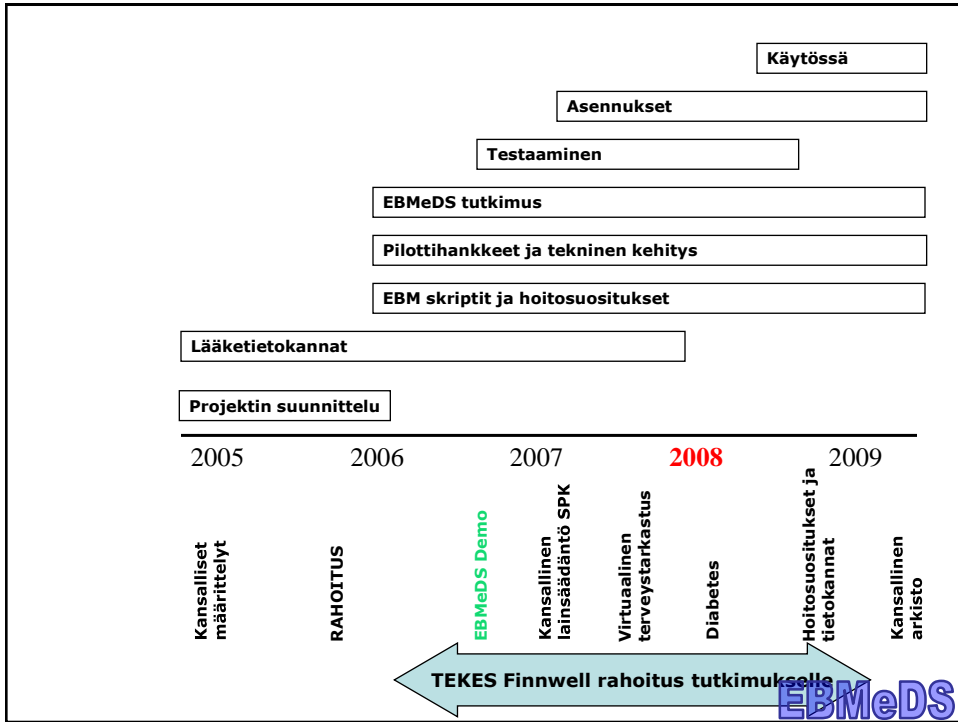 Käytössä
Asennukset
Testaaminen
EBMeDS tutkimus
Pilottihankkeet ja tekninen kehitys
EBM skriptit ja hoitosuositukset
Lääketietokannat
Projektin suunnittelu
2005 2006 2007 2008 2009
Kansalliset
määrittelyt
RAHOITUS
EBMeDS Demo
Kansallinen
lainsäädäntö SPK
Virtuaalinen
terveystarkastus
Diabetes
Hoitosuositukset ja
tietokannat
Kansallinen
arkisto
TEKES Finnwell rahoitus tutkimukselle
EBMeDS